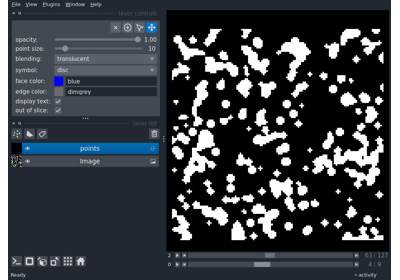 File View Plugins Window Help
layer controls
opacity: 1.00
point size: 10
blending: translucent
symbol: disc
face color: blue
edge color: dimgrey
display text:
out of slice:
layer list
points
Image
2 63 127
0 4 9
Ready activity